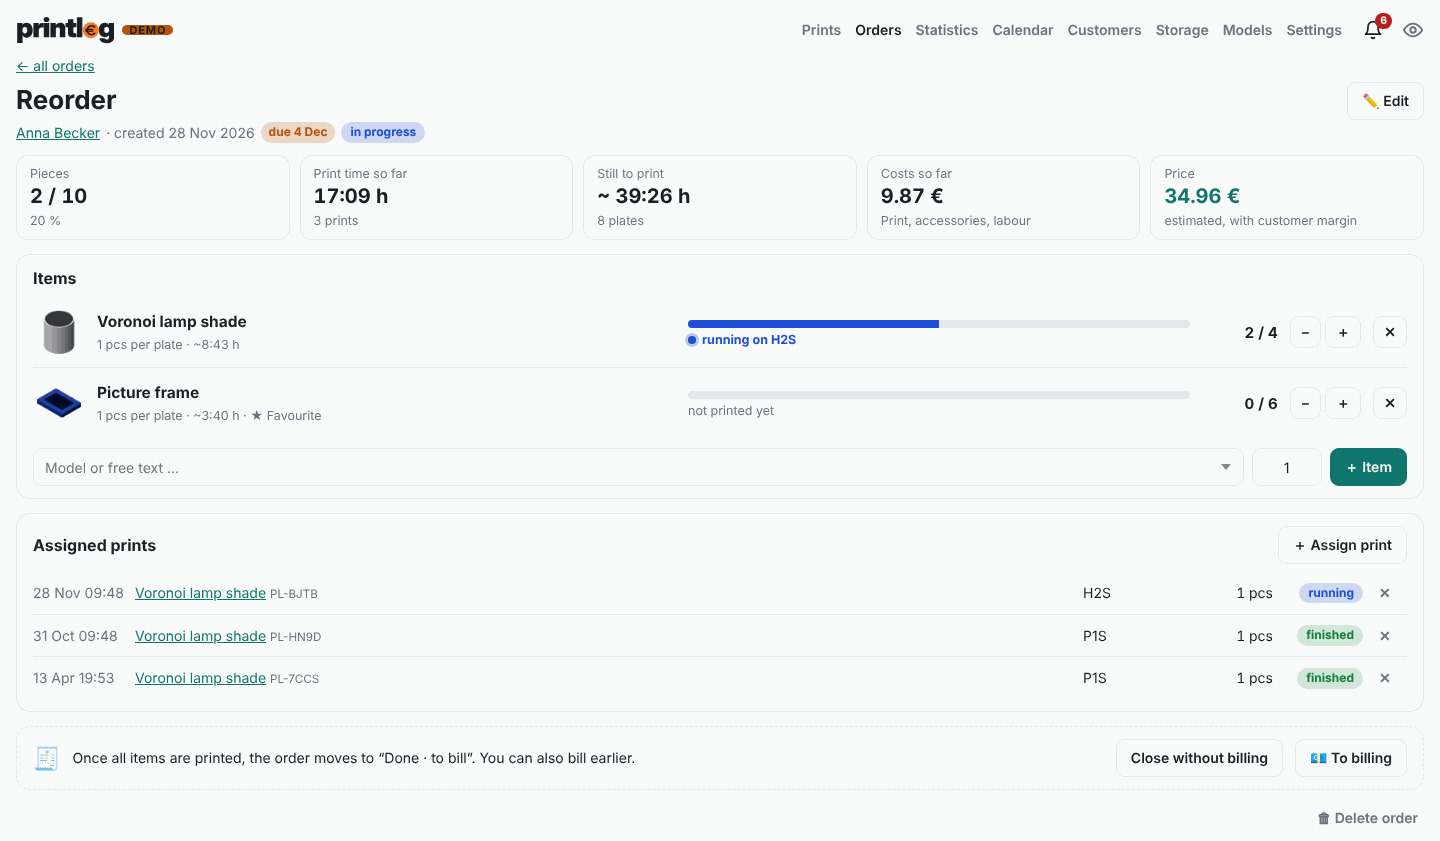 printl€g DEMO
Prints Orders Statistics Calendar Customers Storage Models Settings 6
← all orders
Reorder
✏️ Edit
Anna Becker · created 28 Nov 2026 due 4 Dec in progress
Pieces
2 / 10
20 %
Print time so far
17:09 h
3 prints
Still to print
~ 39:26 h
8 plates
Costs so far
9.87 €
Print, accessories, labour
Price
34.96 €
estimated, with customer margin
Items
Voronoi lamp shade
1 pcs per plate · ~8:43 h
running on H2S
2 / 4 − + ✕
Picture frame
1 pcs per plate · ~3:40 h · ★ Favourite
not printed yet
0 / 6 − + ✕
Model or free text ... 1 + Item
Assigned prints
+ Assign print
28 Nov 09:48 Voronoi lamp shade PL-BJTB H2S 1 pcs running ✕
31 Oct 09:48 Voronoi lamp shade PL-HN9D P1S 1 pcs finished ✕
13 Apr 19:53 Voronoi lamp shade PL-7CCS P1S 1 pcs finished ✕
Once all items are printed, the order moves to “Done · to bill”. You can also bill earlier.
Close without billing
To billing
Delete order